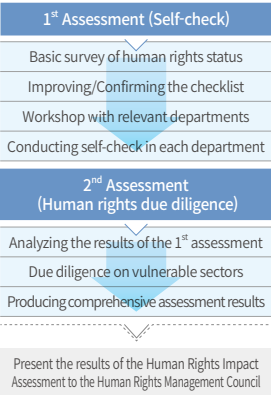 1st Assessment (Self-check)
Basic survey of human rights status
Improving/Confirming the checklist
Workshop with relevant departments
Conducting self-check in each department
2nd Assessment
(Human rights due diligence)
Analyzing the results of the 1st assessment
Due diligence on vulnerable sectors
Producing comprehensive assessment results
Present the results of the Human Rights Impact
Assessment to the Human Rights Management Council